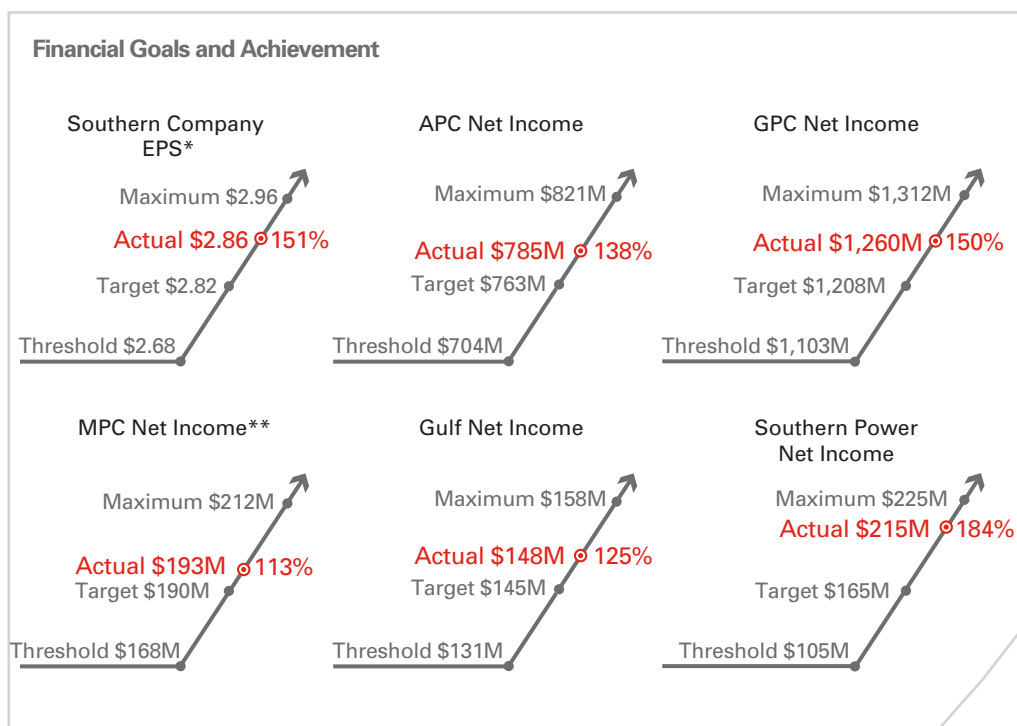 Financial Goals and Achievement
Southern Company
EPS*
Maximum $2.96
Actual $2.86 151%
Target $2.82
Threshold $2.68
APC Net Income
Maximum $821M
Actual $785M 138%
Target $763M
Threshold $704M
GPC Net Income
Maximum $1,312M
Actual $1,260M 150%
Target $1,208M
Threshold $1,103M
MPC Net Income**
Maximum $212M
Actual $193M 113%
Target $190M
Threshold $168M
Gulf Net Income
Maximum $158M
Actual $148M 125%
Target $145M
Threshold $131M
Southern Power
Net Income
Maximum $225M
Actual $215M 184%
Target $165M
Threshold $105M